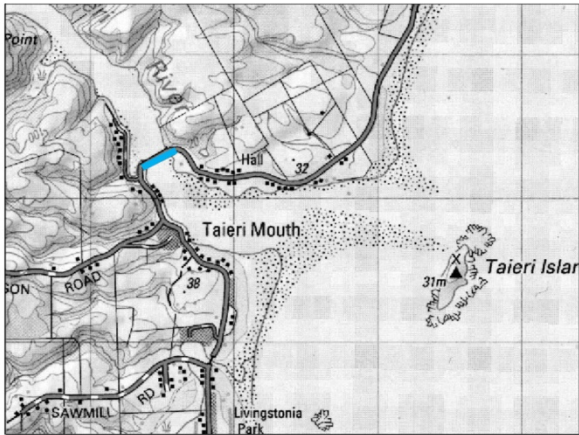 Point
River
Hall
32
Taieri Mouth
X
31m
Taieri Islan
SON
ROAD
38
SAWMILL
RD
Livingstonia
Park